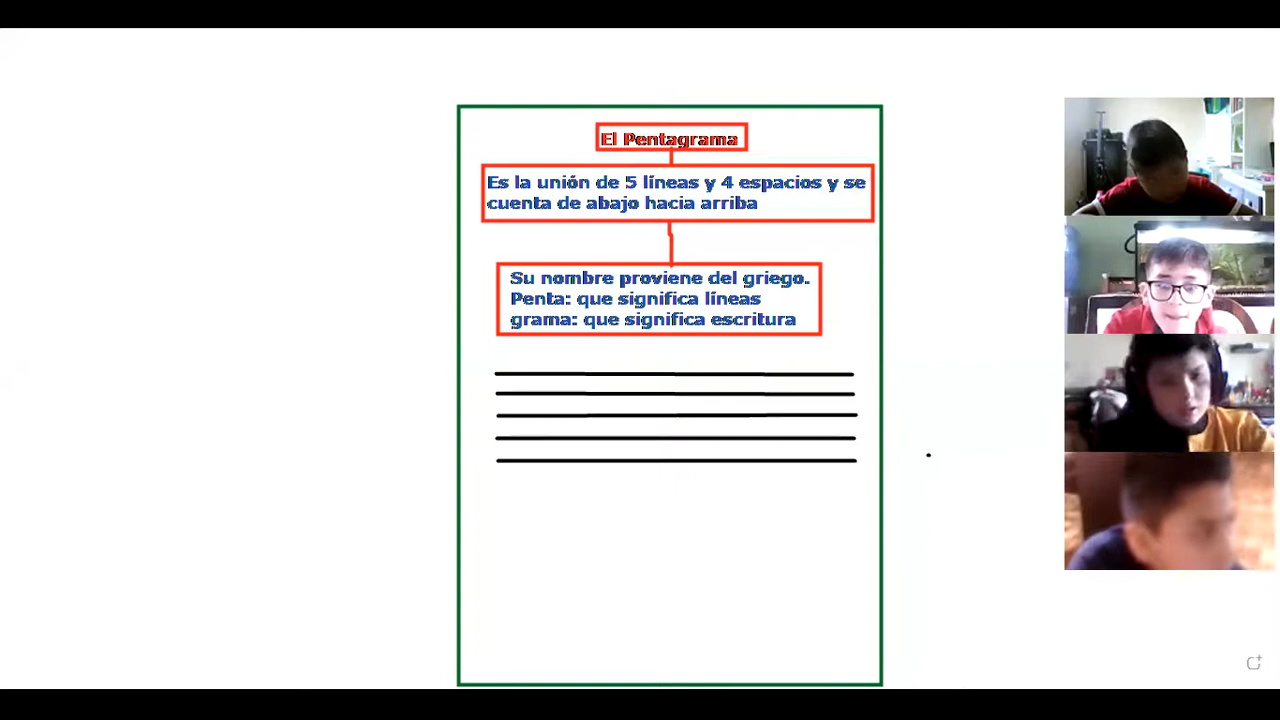 El Pentagrama
Es la unión de 5 líneas y 4 espacios y se
cuenta de abajo hacia arriba
Su nombre proviene del griego.
Penta: que significa líneas
grama: que significa escritura